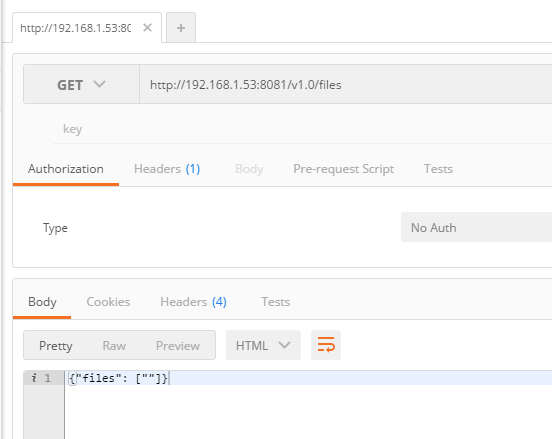 http://192.168.1.53:80
GET http://192.168.1.53:8081/v1.0/files
key
Authorization Headers (1) Body Pre-request Script Tests
Type No Auth
Body Cookies Headers (4) Tests
Pretty Raw Preview HTML
i 1 {"files": [""]}